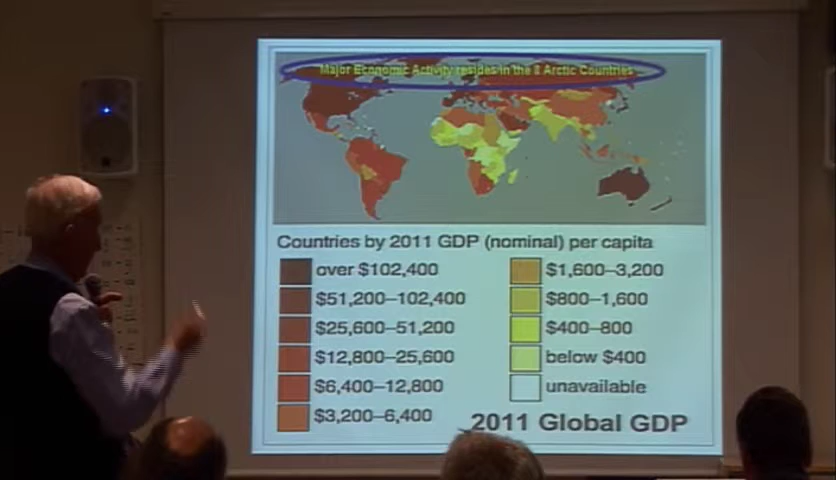 Major Economic Activity resides in the 8 Arctic Countries
Countries by 2011 GDP (nominal) per capita
over $102,400
$51,200–102,400
$25,600–51,200
$12,800–25,600
$6,400–12,800
$3,200–6,400
$1,600–3,200
$800–1,600
$400–800
below $400
unavailable
2011 Global GDP